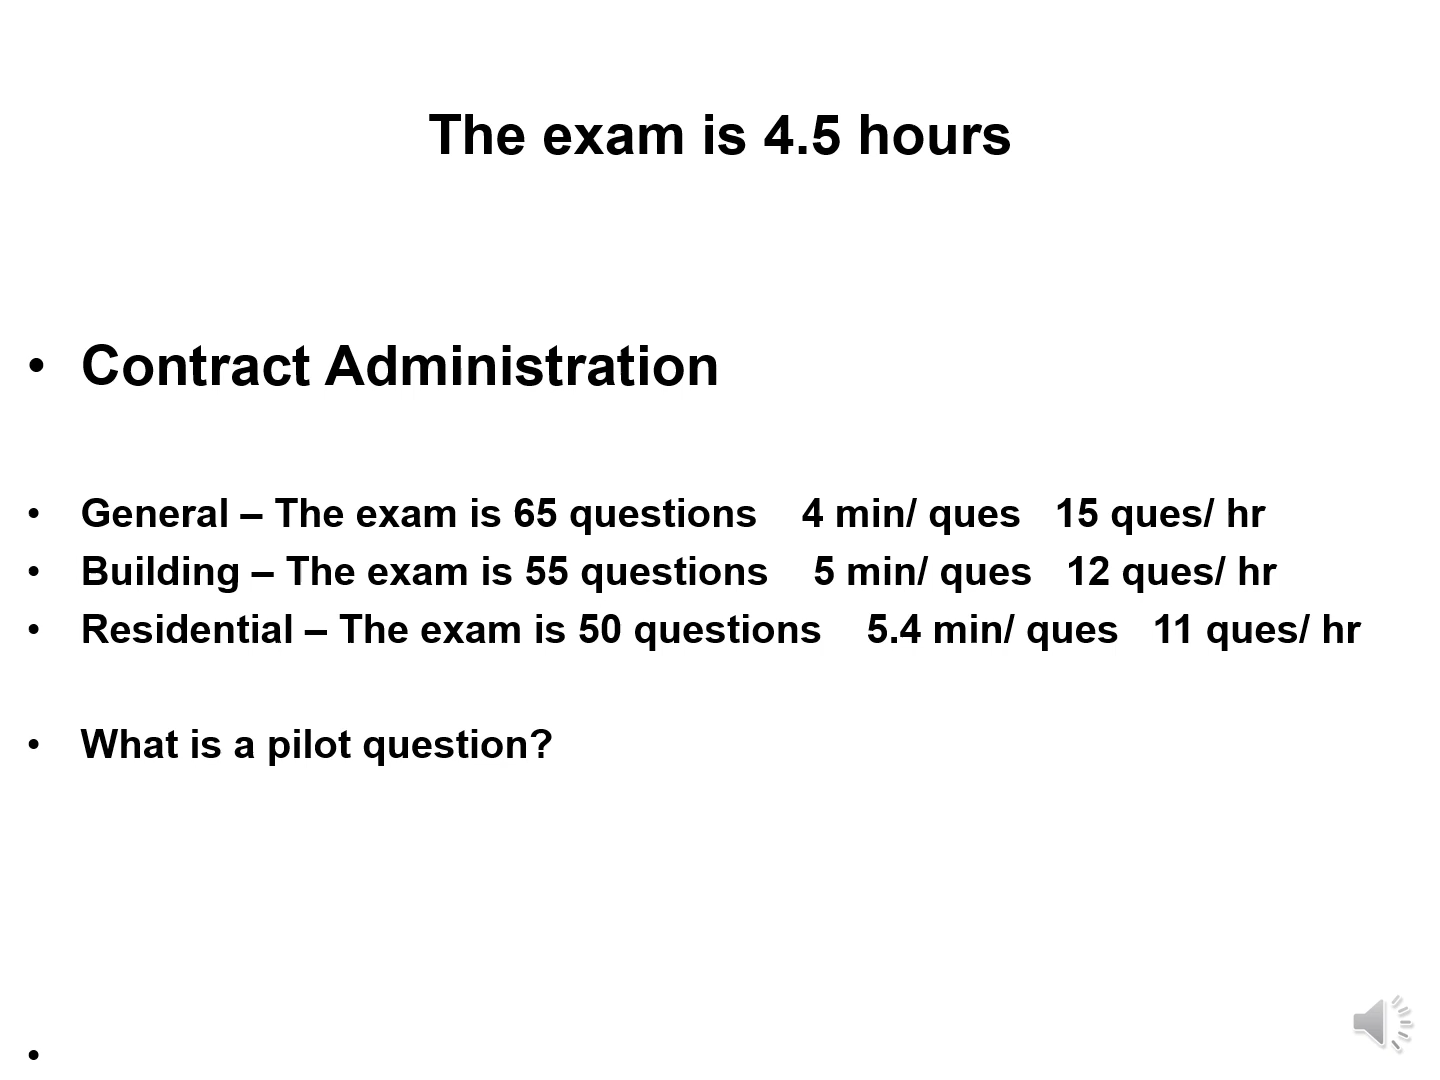 The exam is 4.5 hours
• Contract Administration
• General – The exam is 65 questions 4 min/ ques 15 ques/ hr
• Building – The exam is 55 questions 5 min/ ques 12 ques/ hr
• Residential – The exam is 50 questions 5.4 min/ ques 11 ques/ hr
• What is a pilot question?
•